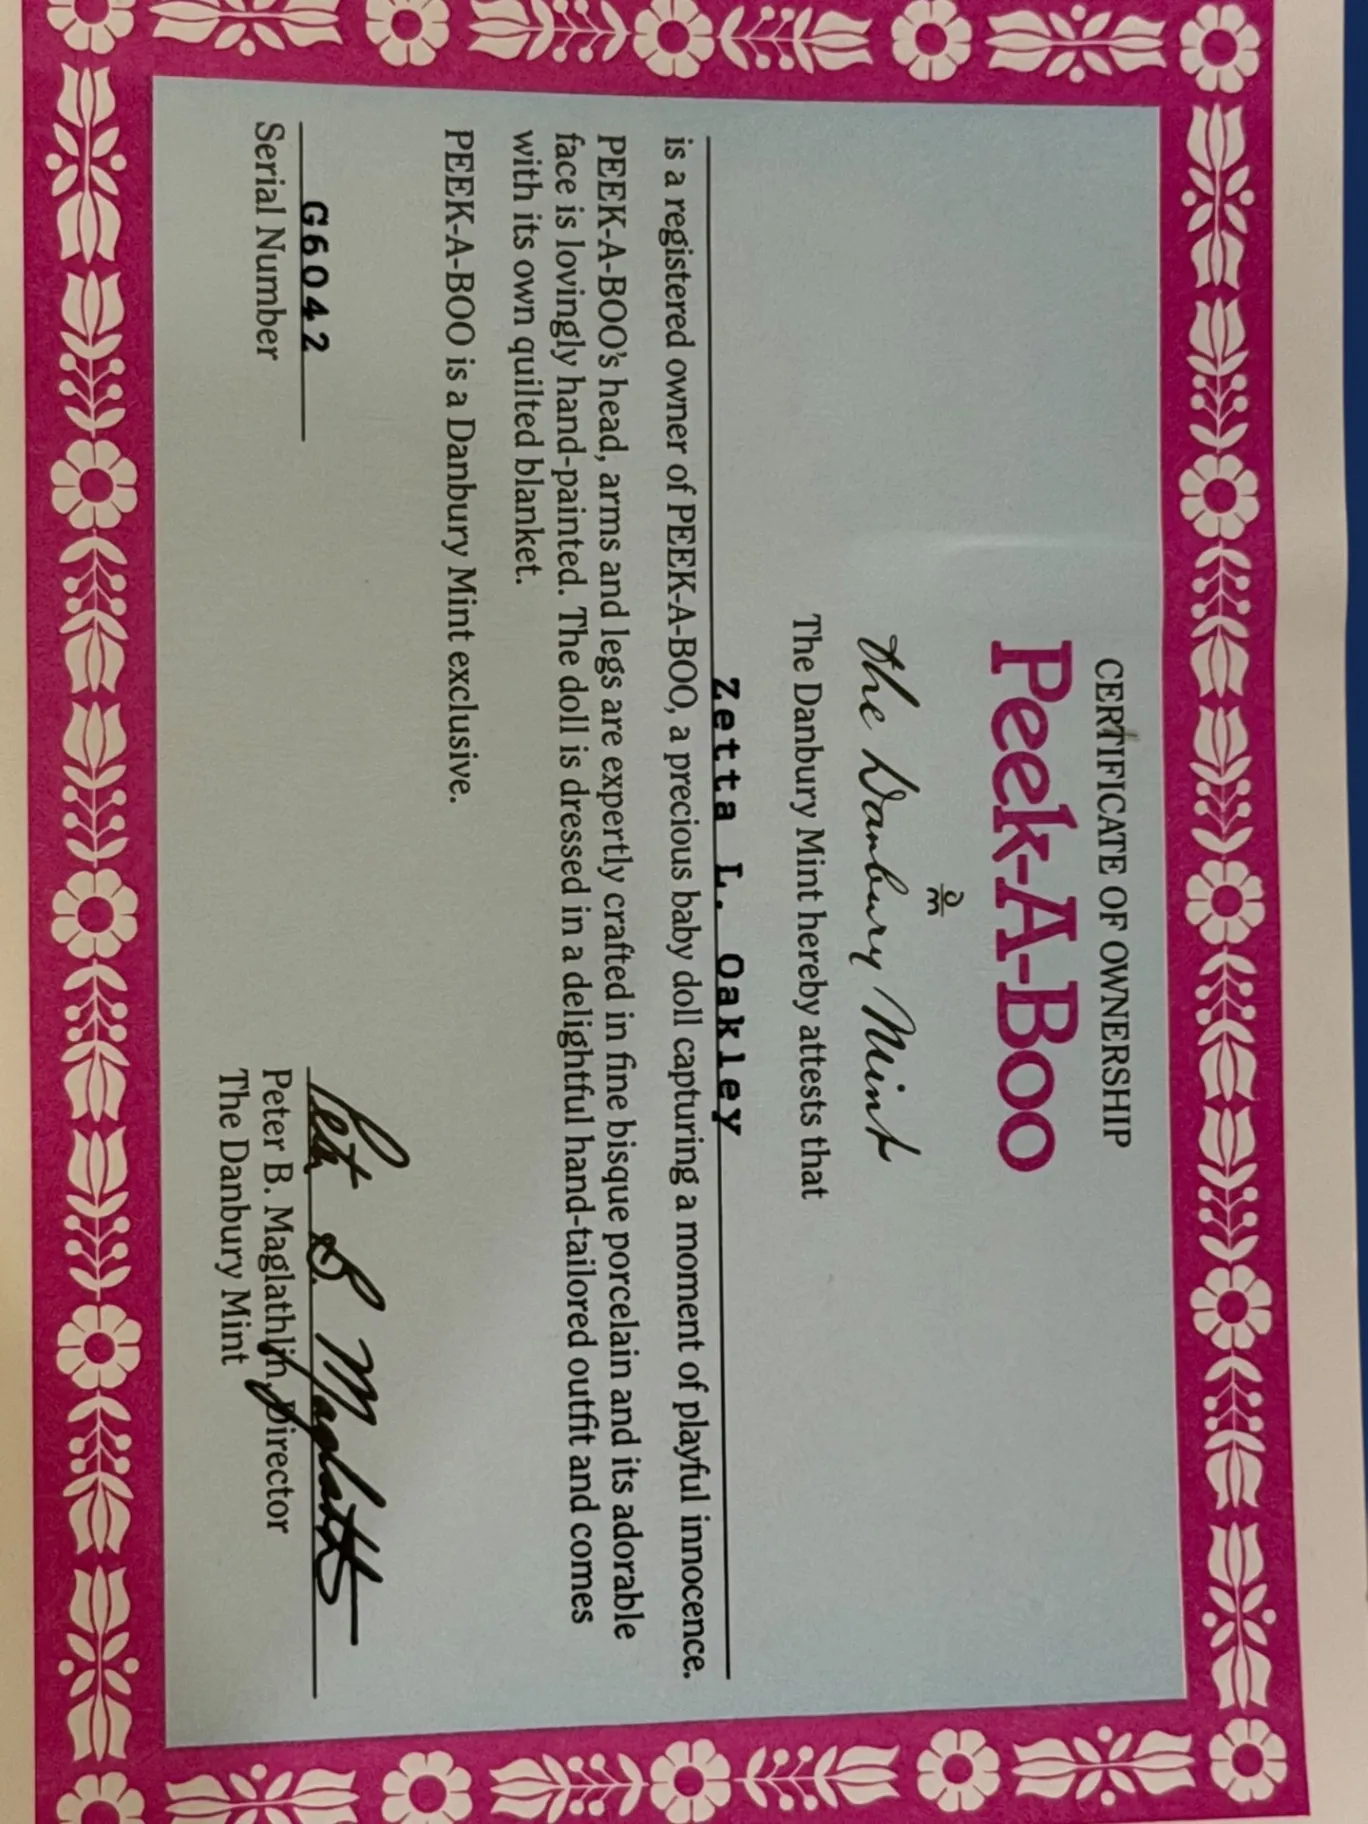 CERTIFICATE OF OWNERSHIP
PEEK-A-BOO
dm
the Danbury Mint
The Danbury Mint hereby attests that
Zetta L. Oakley
is a registered owner of PEEK-A-BOO, a precious baby doll capturing a moment of playful innocence.
PEEK-A-BOO's head, arms and legs are expertly crafted in fine bisque porcelain and its adorable
face is lovingly hand-painted. The doll is dressed in a delightful hand-tailored outfit and comes
with its own quilted blanket.
PEEK-A-BOO is a Danbury Mint exclusive.
G6042
Serial Number
Peter B. Maglathlin
Peter B. Maglathlin, Director
The Danbury Mint